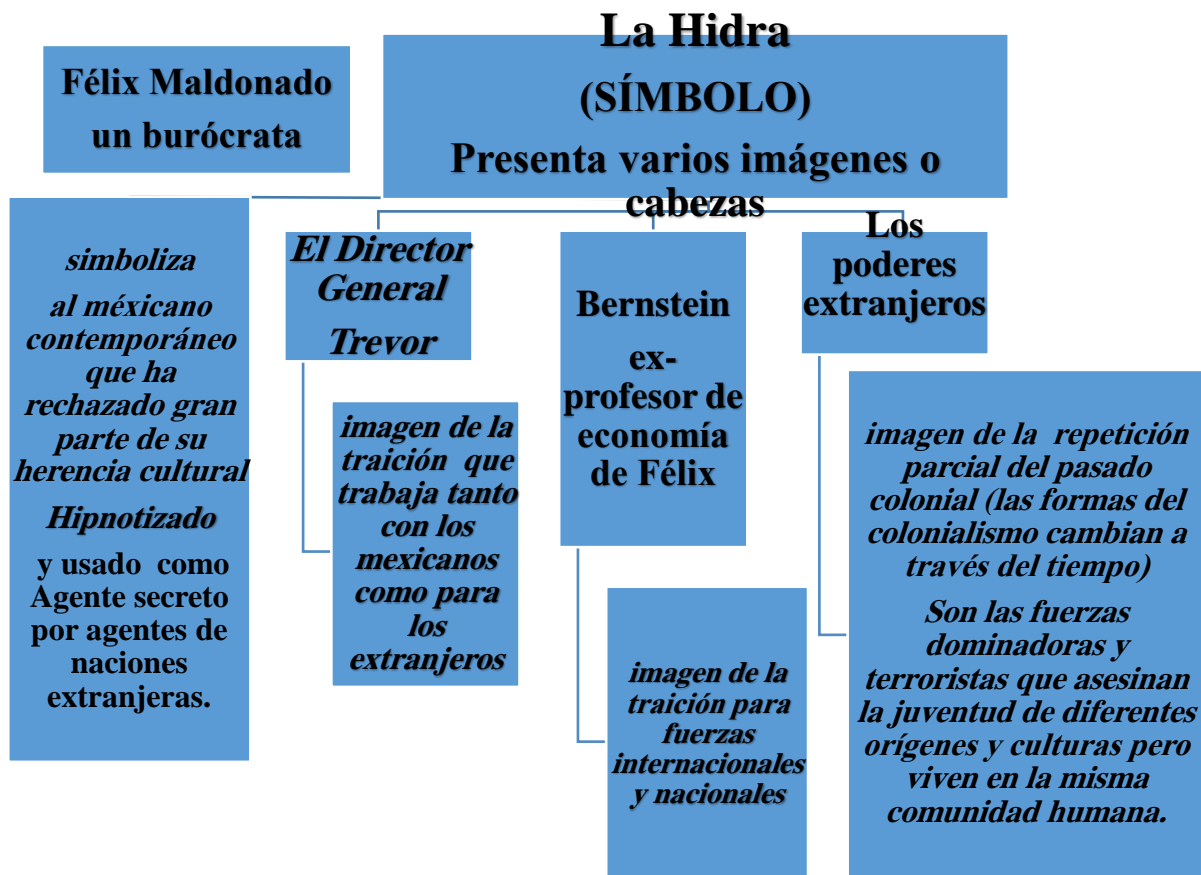 La Hidra
(SÍMBOLO)
Presenta varios imágenes o
cabezas
Félix Maldonado
un burócrata
simboliza
al méxicano
contemporáneo
que ha
rechazado gran
parte de su
herencia cultural
Hipnotizado
y usado como
Agente secreto
por agentes de
naciones
extranjeras.
El Director
General
Trevor
imagen de la
traición que
trabaja tanto
con los
mexicanos
como para
los
extranjeros
Bernstein
ex-
profesor de
economía
de Félix
imagen de la
traición para
fuerzas
internacionales
y nacionales
Los
poderes
extranjeros
imagen de la repetición
parcial del pasado
colonial (las formas del
colonialismo cambian a
través del tiempo)
Son las fuerzas
dominadoras y
terroristas que asesinan
la juventud de diferentes
orígenes y culturas pero
viven en la misma
comunidad humana.